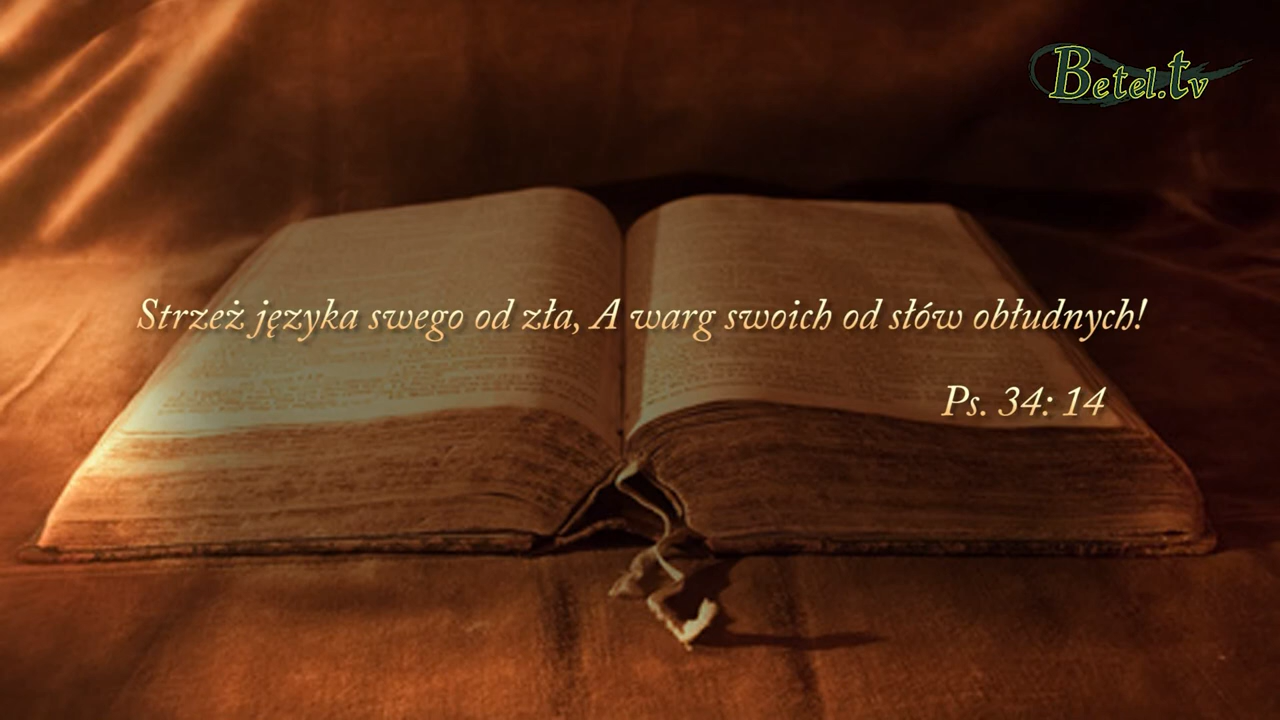 Betel.tv
Strzeż języka swego od zła, A warg swoich od słów obłudnych!
Ps. 34: 14